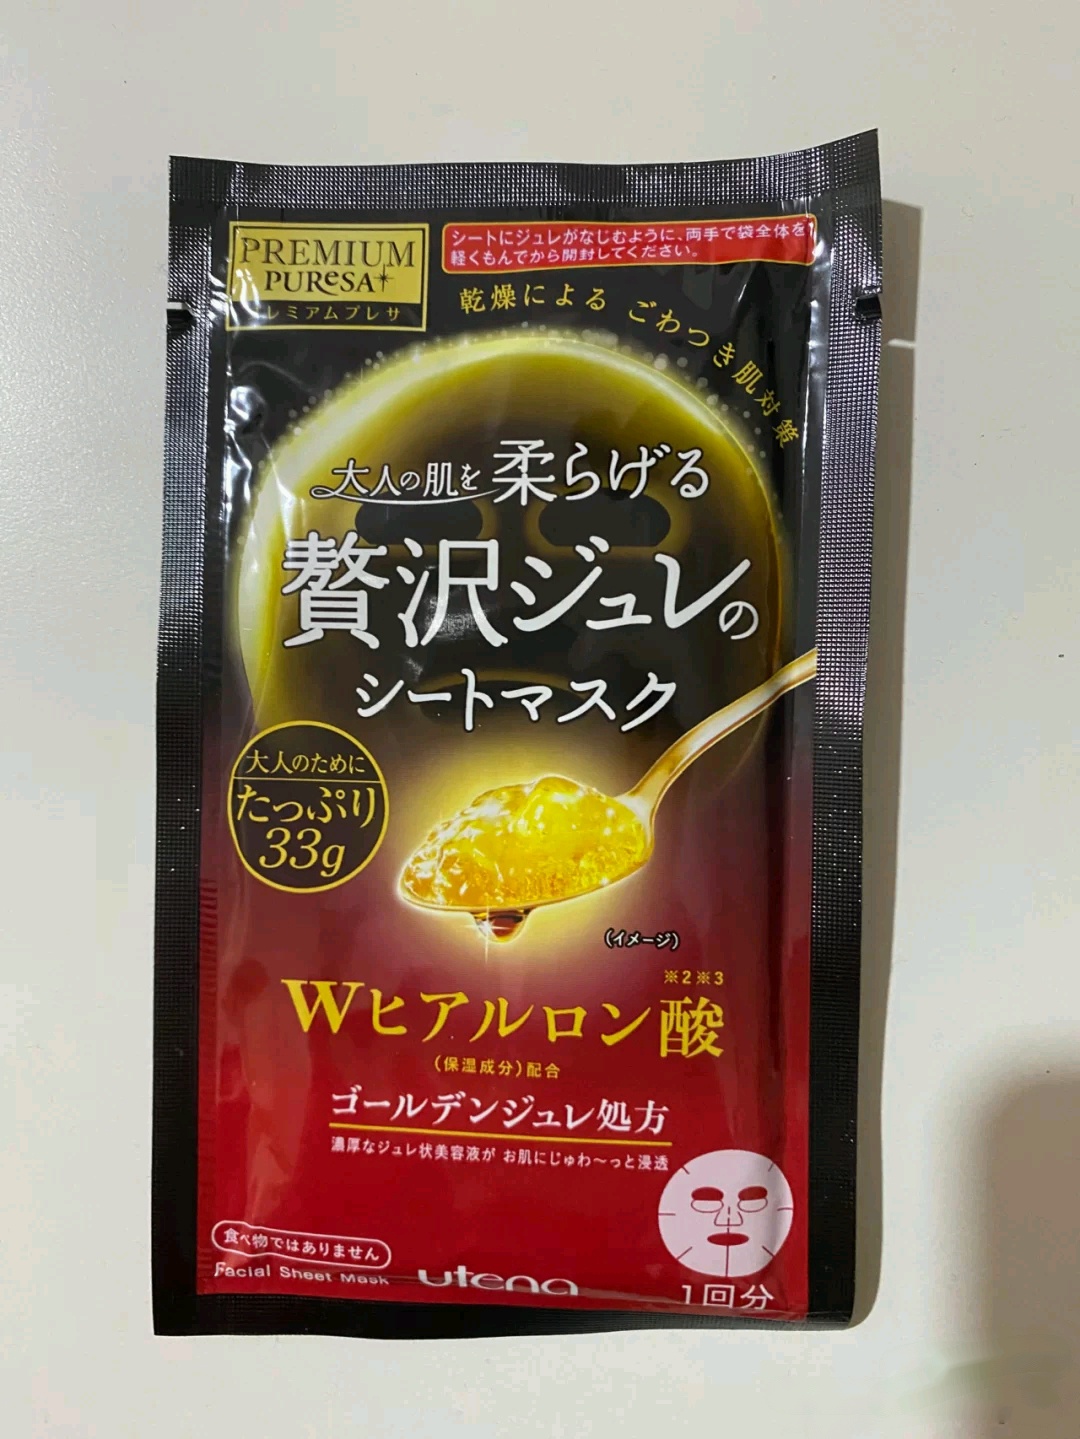 PREMIUM
PUReSA
レミアムプレサ
シートにジュレがなじむように、両手で袋全体を
軽くもんでから開封してください。
乾燥による ごわつき肌対策
大人の肌を柔らげる
贅沢ジュレの
シートマスク
大人のために
たっぷり
33g
(イメージ)
Wヒアルロン酸※2※3
(保湿成分)配合
ゴールデンジュレ処方
濃厚なジュレ状美容液が お肌にじゅわ〜っと浸透
食べ物ではありません
Facial Sheet Mask
utena
1回分